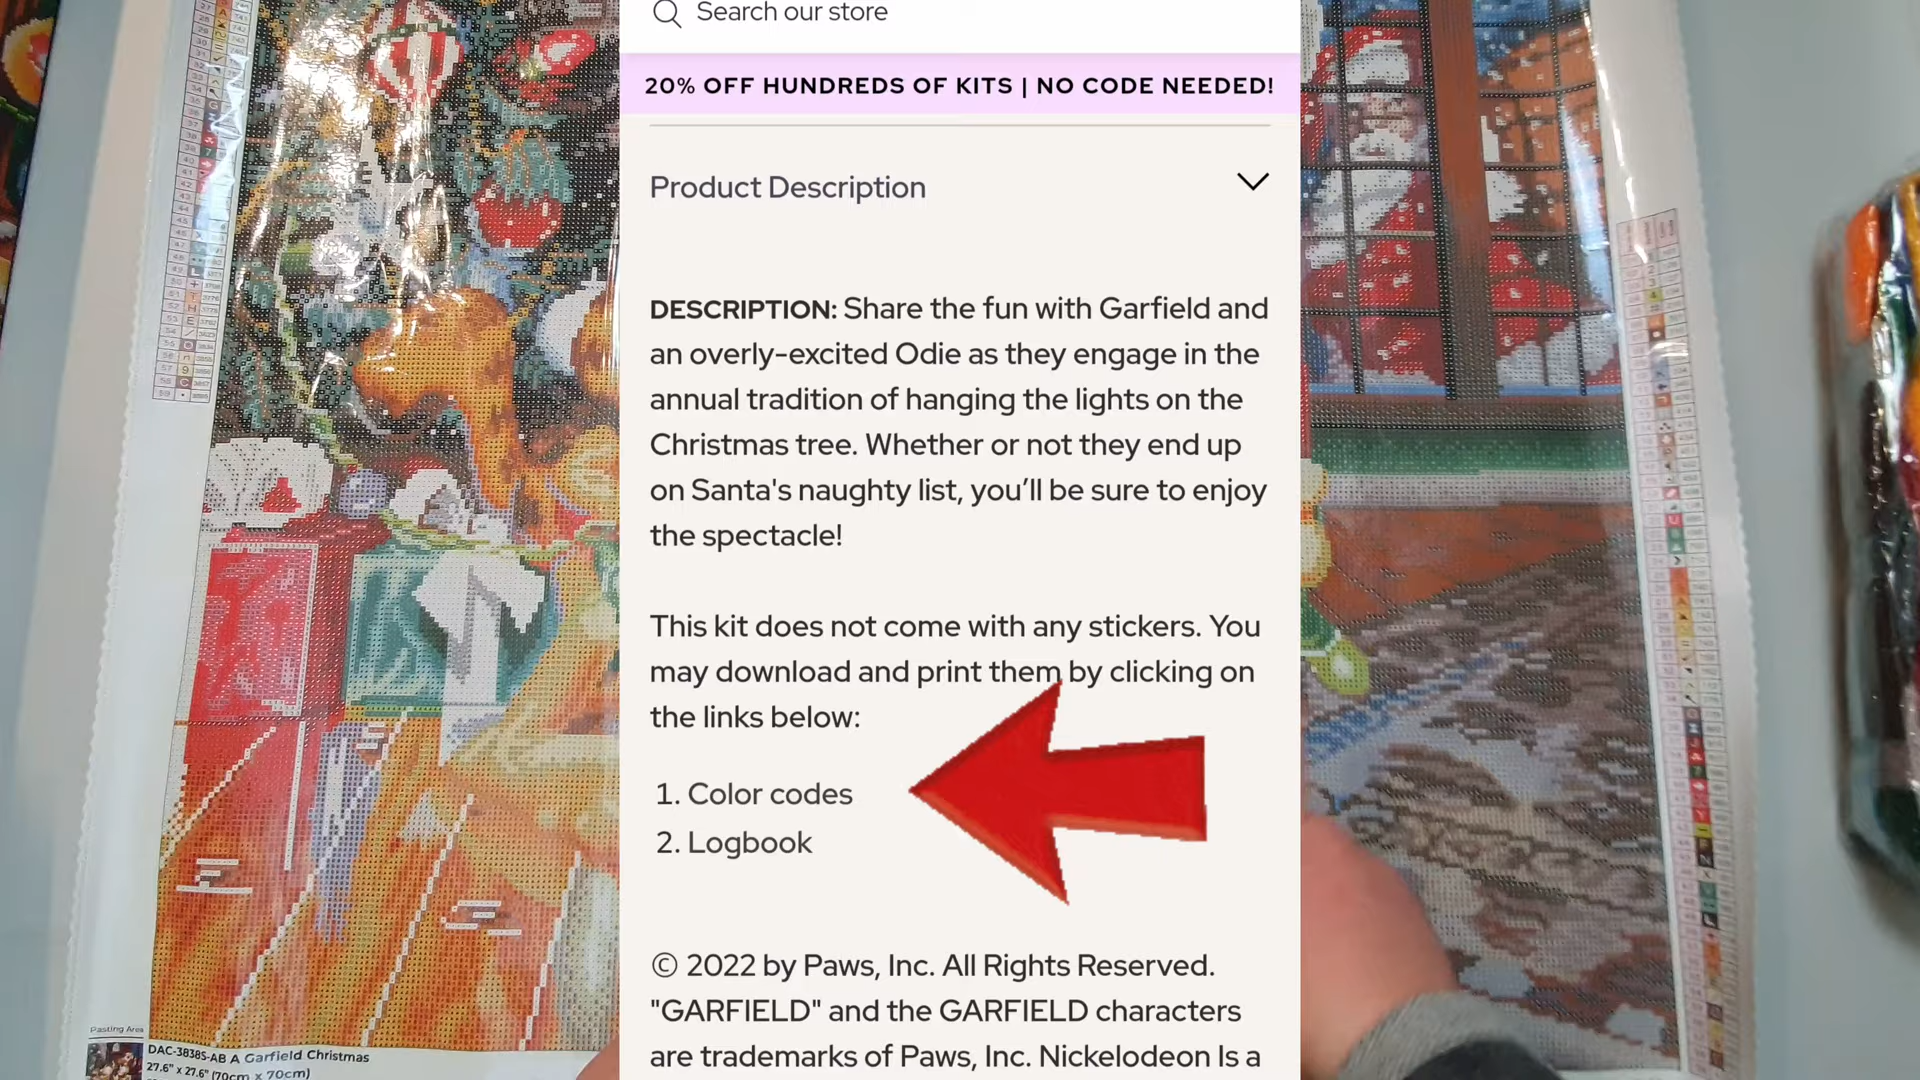 Search our store
20% OFF HUNDREDS OF KITS | NO CODE NEEDED!
Product Description
DESCRIPTION: Share the fun with Garfield and
an overly-excited Odie as they engage in the
annual tradition of hanging the lights on the
Christmas tree. Whether or not they end up
on Santa's naughty list, you’ll be sure to enjoy
the spectacle!
This kit does not come with any stickers. You
may download and print them by clicking on
the links below:
1. Color codes
2. Logbook
© 2022 by Paws, Inc. All Rights Reserved.
"GARFIELD" and the GARFIELD characters
are trademarks of Paws, Inc. Nickelodeon Is a
Pasting Area
DAC-3838S-AB A Garfield Christmas
27.6" x 27.6" (70cm x 70cm)